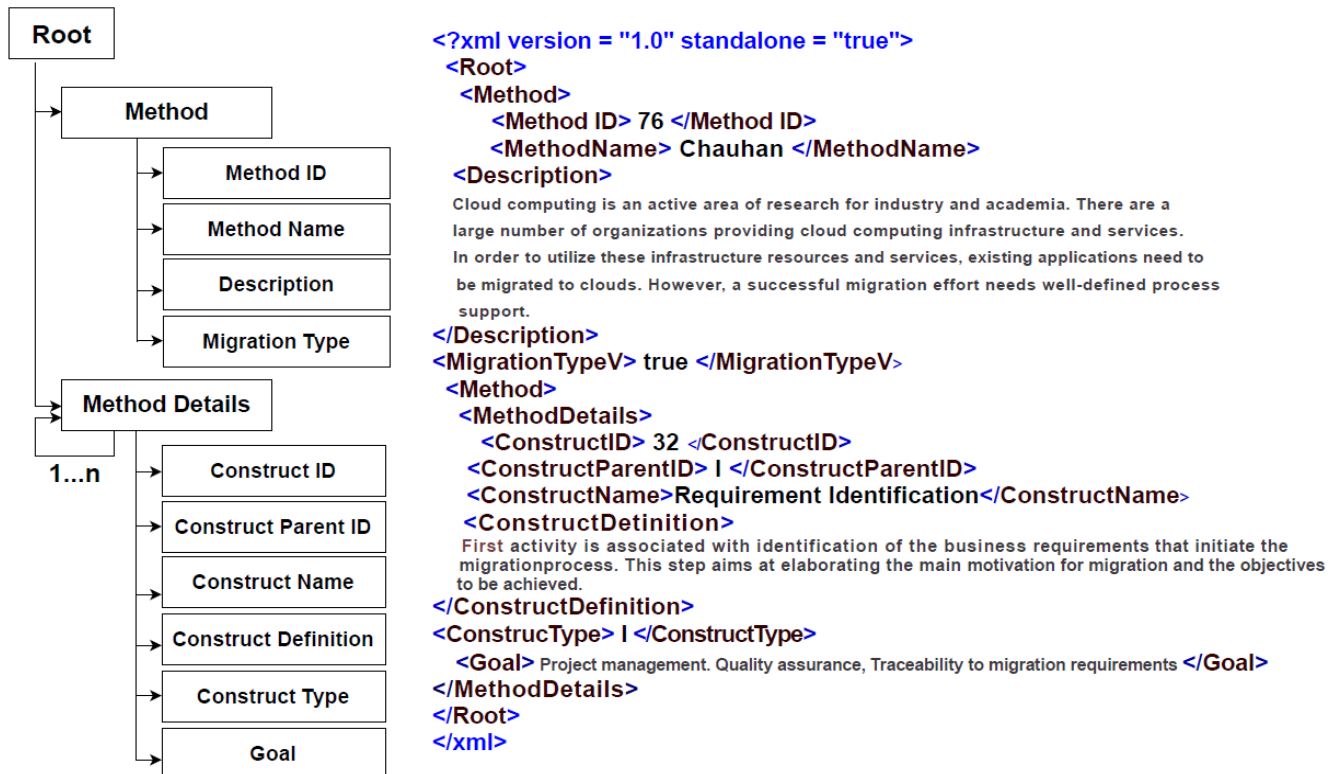 Root
Method
Method ID
Method Name
Description
Migration Type
Method Details
1...n
Construct ID
Construct Parent ID
Construct Name
Construct Definition
Construct Type
Goal
<?xml version = "1.0" standalone = "true">
<Root>
<Method>
<Method ID> 76 </Method ID>
<MethodName> Chauhan </MethodName>
<Description>
Cloud computing is an active area of research for industry and academia. There are a
large number of organizations providing cloud computing infrastructure and services.
In order to utilize these infrastructure resources and services, existing applications need to
be migrated to clouds. However, a successful migration effort needs well-defined process
support.
</Description>
<MigrationTypeV> true </MigrationTypeV>
<Method>
<MethodDetails>
<ConstructID> 32 </ConstructID>
<ConstructParentID> I </ConstructParentID>
<ConstructName>Requirement Identification</ConstructName>
<ConstructDetinition>
First activity is associated with identification of the business requirements that initiate the
migrationprocess. This step aims at elaborating the main motivation for migration and the objectives
to be achieved.
</ConstructDefinition>
<ConstrucType> I </ConstructType>
<Goal> Project management. Quality assurance, Traceability to migration requirements </Goal>
</MethodDetails>
</Root>
</xml>